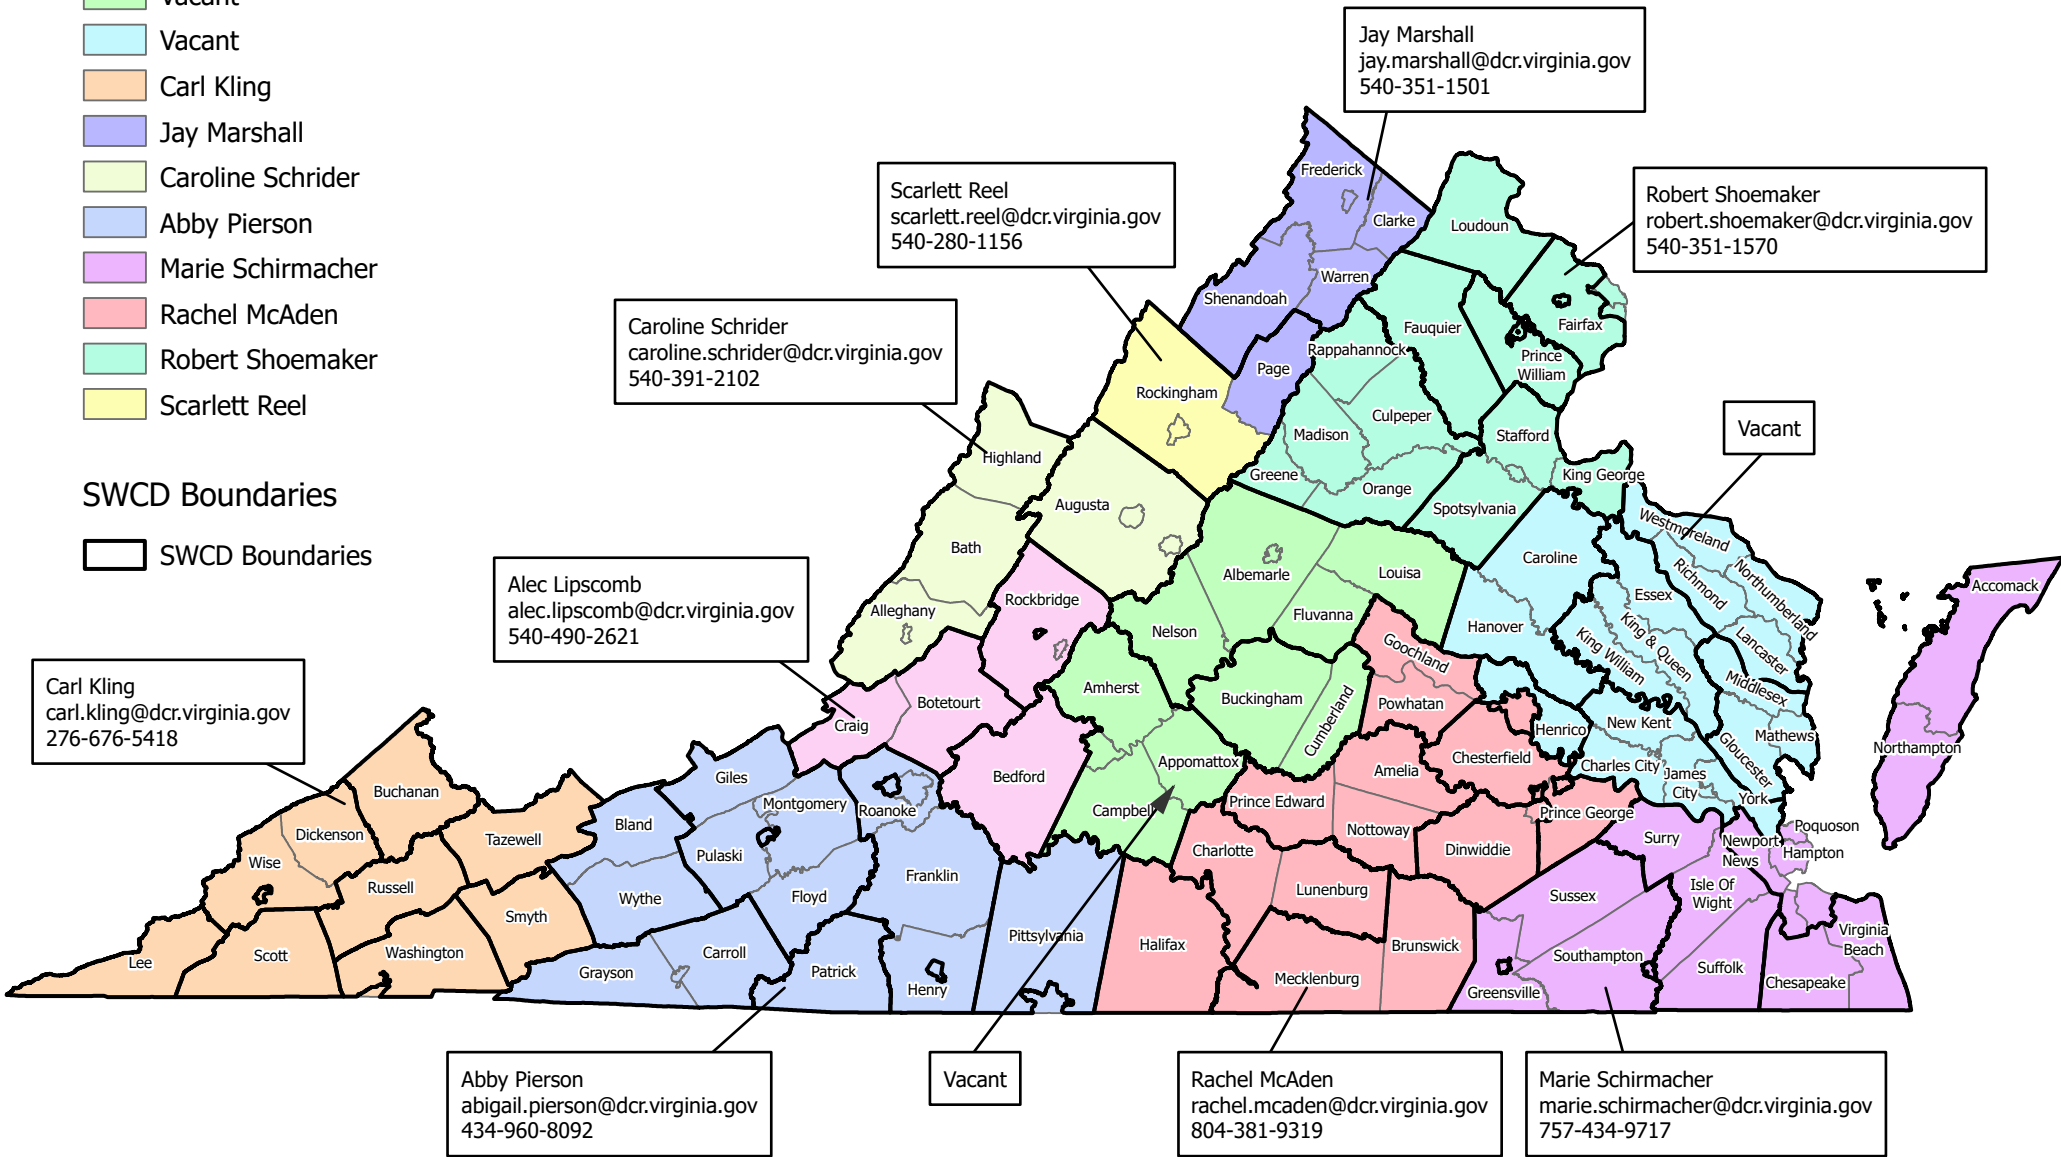 Vacant
Vacant
Carl Kling
Jay Marshall
Caroline Schrider
Abby Pierson
Marie Schirmacher
Rachel McAden
Robert Shoemaker
Scarlett Reel
SWCD Boundaries
SWCD Boundaries
Jay Marshall
jay.marshall@dcr.virginia.gov
540-351-1501
Scarlett Reel
scarlett.reel@dcr.virginia.gov
540-280-1156
Robert Shoemaker
robert.shoemaker@dcr.virginia.gov
540-351-1570
Caroline Schrider
caroline.schrider@dcr.virginia.gov
540-391-2102
Vacant
Alec Lipscomb
alec.lipscomb@dcr.virginia.gov
540-490-2621
Carl Kling
carl.kling@dcr.virginia.gov
276-676-5418
Abby Pierson
abigail.pierson@dcr.virginia.gov
434-960-8092
Vacant
Rachel McAden
rachel.mcaden@dcr.virginia.gov
804-381-9319
Marie Schirmacher
marie.schirmacher@dcr.virginia.gov
757-434-9717
Frederick
Clarke
Loudoun
Warren
Shenandoah
Fauquier
Fairfax
Rappahannock
Prince
William
Page
Rockingham
Culpeper
Madison
Stafford
Highland
Greene
King George
Orange
Augusta
Spotsylvania
Westmoreland
Bath
Caroline
Albemarle
Louisa
Richmond
Northumberland
Accomack
Rockbridge
Essex
Alleghany
Fluvanna
Hanover
Nelson
King & Queen
King William
Lancaster
Goochland
Amherst
Middlesex
Botetourt
Buckingham
Powhatan
Cumberland
Craig
New Kent
Henrico
Mathews
Northampton
Gloucester
Chesterfield
Appomattox
Charles City
James
City
Amelia
Bedford
Giles
Buchanan
York
Montgomery
Prince Edward
Roanoke
Campbell
Prince George
Bland
Poquoson
Nottoway
Dickenson
Tazewell
Surry
Newport
News
Hampton
Charlotte
Dinwiddie
Pulaski
Wise
Franklin
Russell
Lunenburg
Isle Of
Wight
Sussex
Floyd
Wythe
Smyth
Virginia
Beach
Pittsylvania
Halifax
Brunswick
Washington
Carroll
Scott
Southampton
Lee
Suffolk
Grayson
Patrick
Mecklenburg
Chesapeake
Henry
Greensville